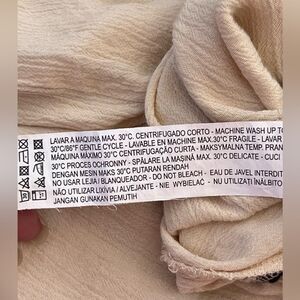 LAVAR A MAQUINA MAX. 30°C. CENTRIFUGADO CORTO - MACHINE WASH UP TO
30°C/86°F GENTLE CYCLE - LAVABLE EN MACHINE MAX.30°C FRAGILE - LAVAR
MÁQUINA MÁXIMO 30°C CENTRIFUGAÇÃO CURTA - MAKSYMALNA TEMP. PRAN
30°C PROCES OCHRONNY - SPĂLARE LA MAȘINĂ MAX. 30°C DELICATE - CUCI
DENGAN MESIN MAKS 30°C PUTARAN RENDAH
NO USAR LEJIA / BLANQUEADOR - DO NOT BLEACH - EAU DE JAVEL INTERDIT
NÃO UTILIZAR LIXÍVIA / ALVEJANTE - NIE WYBIELAĆ - NU UTILIZAȚI ÎNĂLBITO
JANGAN GUNAKAN PEMUTIH